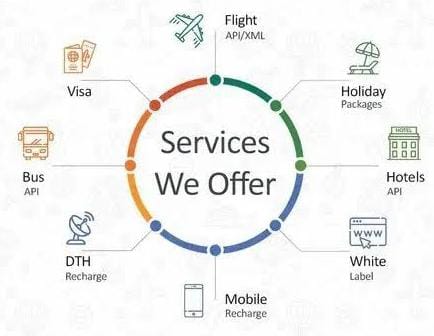 Flight
API/XML
Holiday
Packages
HOTEL
Hotels
API
www
White
Label
Mobile
Recharge
DTH
Recharge
Bus
API
Visa
Services
We Offer